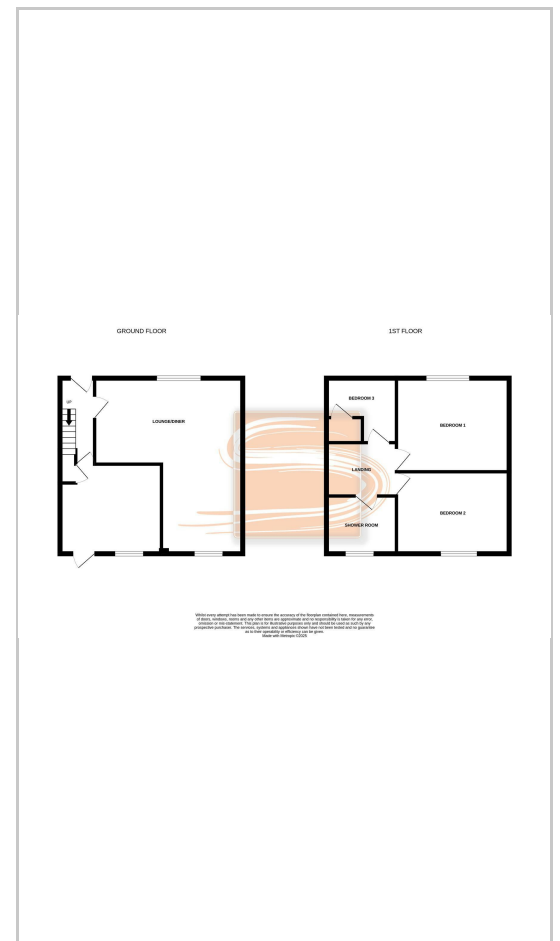 GROUND FLOOR
1ST FLOOR
UP
LOUNGE/DINER
BEDROOM 3
BEDROOM 1
LANDING
BEDROOM 2
SHOWER ROOM
Whilst every attempt has been made to ensure the accuracy of the floorplan contained here, measurements
of doors, windows, rooms and any other items are approximate and no responsibility is taken for any error,
omission or mis-statement. This plan is for illustrative purposes only and should be used as such by any
prospective purchaser. The services, systems and appliances shown have not been tested and no guarantee
as to their operability or efficiency can be given.
Made with Metropix ©2025